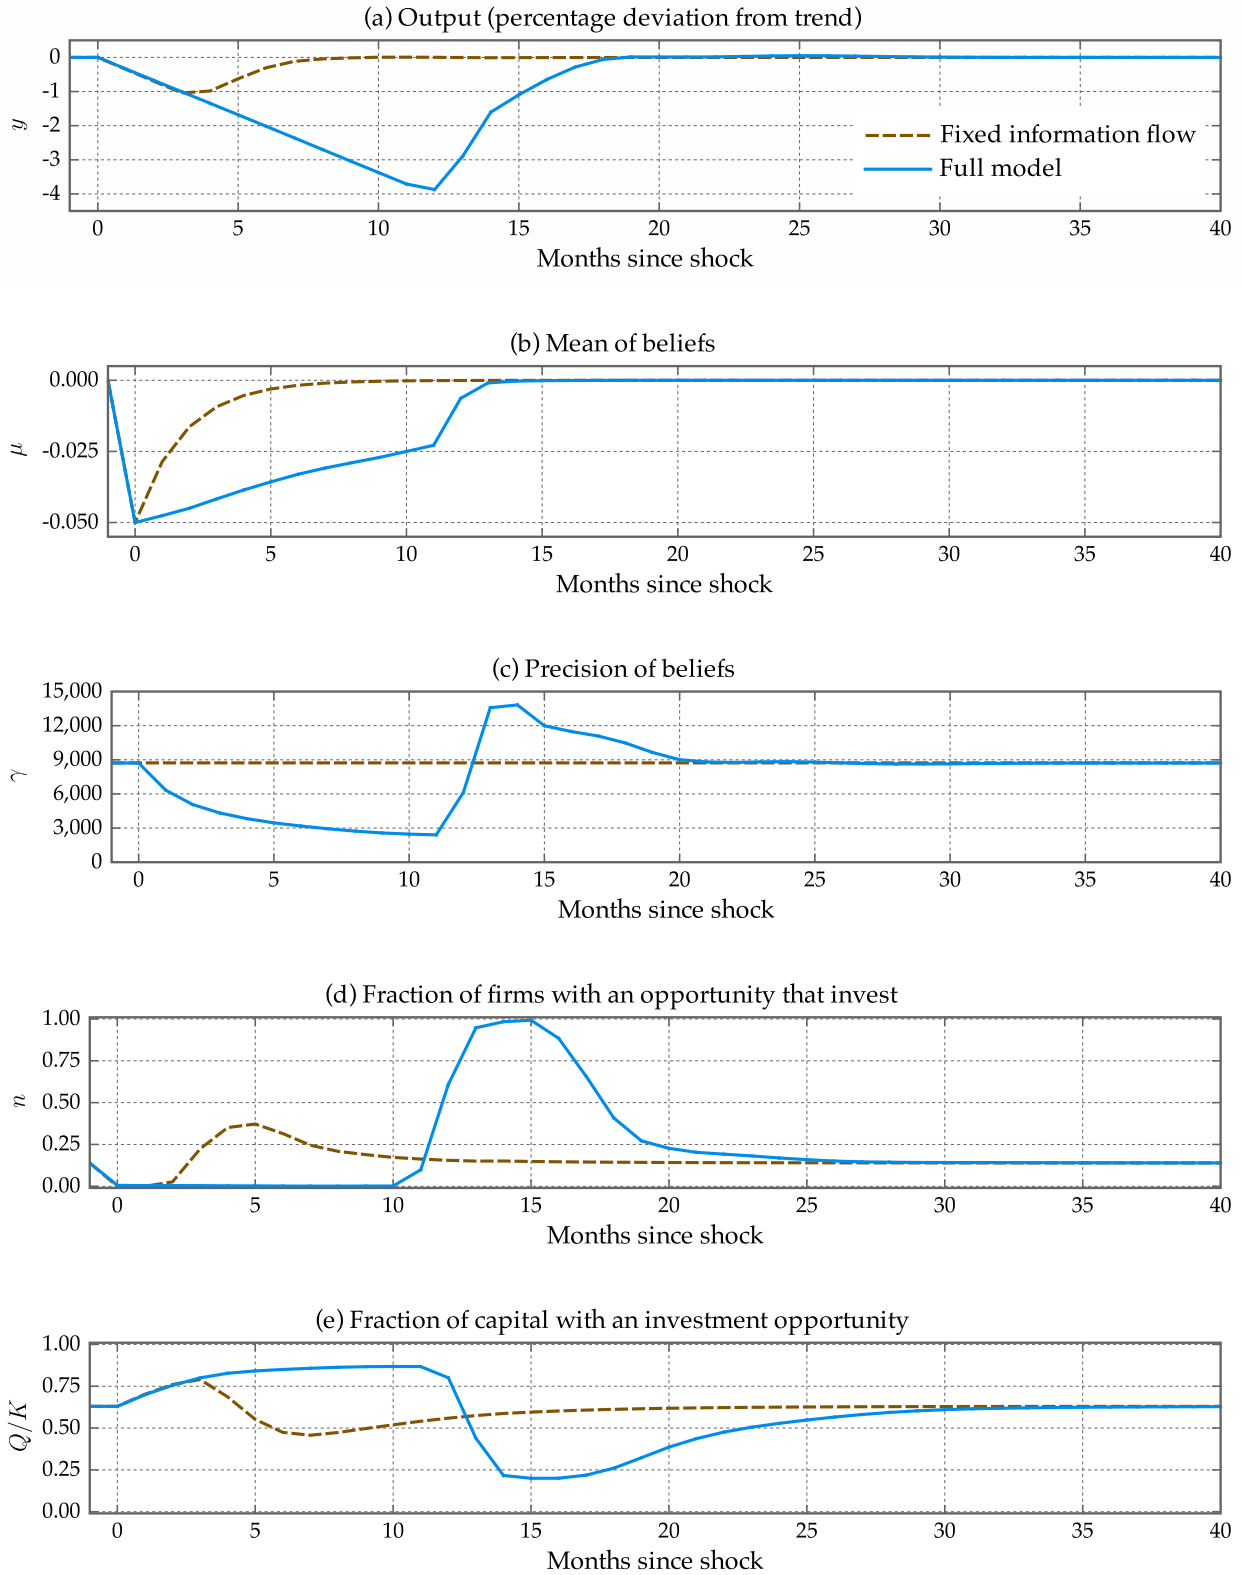 (a) Output (percentage deviation from trend)
0
-1
-2
-3
-4
y
Fixed information flow
Full model
0 5 10 15 20 25 30 35 40
Months since shock
(b) Mean of beliefs
0.000
-0.025
-0.050
μ
0 5 10 15 20 25 30 35 40
Months since shock
(c) Precision of beliefs
15,000
12,000
9,000
6,000
3,000
0
γ
0 5 10 15 20 25 30 35 40
Months since shock
(d) Fraction of firms with an opportunity that invest
1.00
0.75
0.50
0.25
0.00
n
0 5 10 15 20 25 30 35 40
Months since shock
(e) Fraction of capital with an investment opportunity
1.00
0.75
0.50
0.25
0.00
Q/K
0 5 10 15 20 25 30 35 40
Months since shock